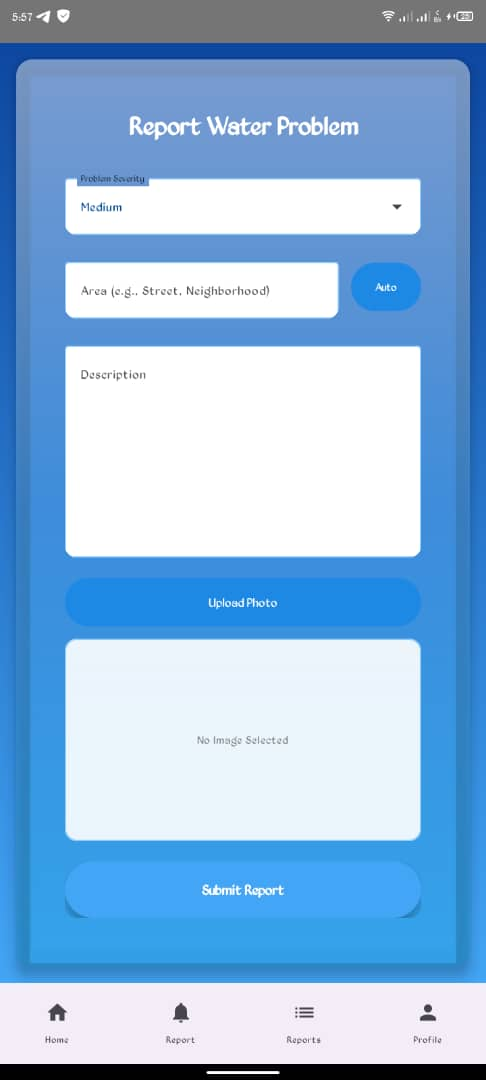 5:57
Report Water Problem
Problem Severity
Medium
Area (e.g., Street, Neighborhood)
Auto
Description
Upload Photo
No Image Selected
Submit Report
Home
Report
Reports
Profile